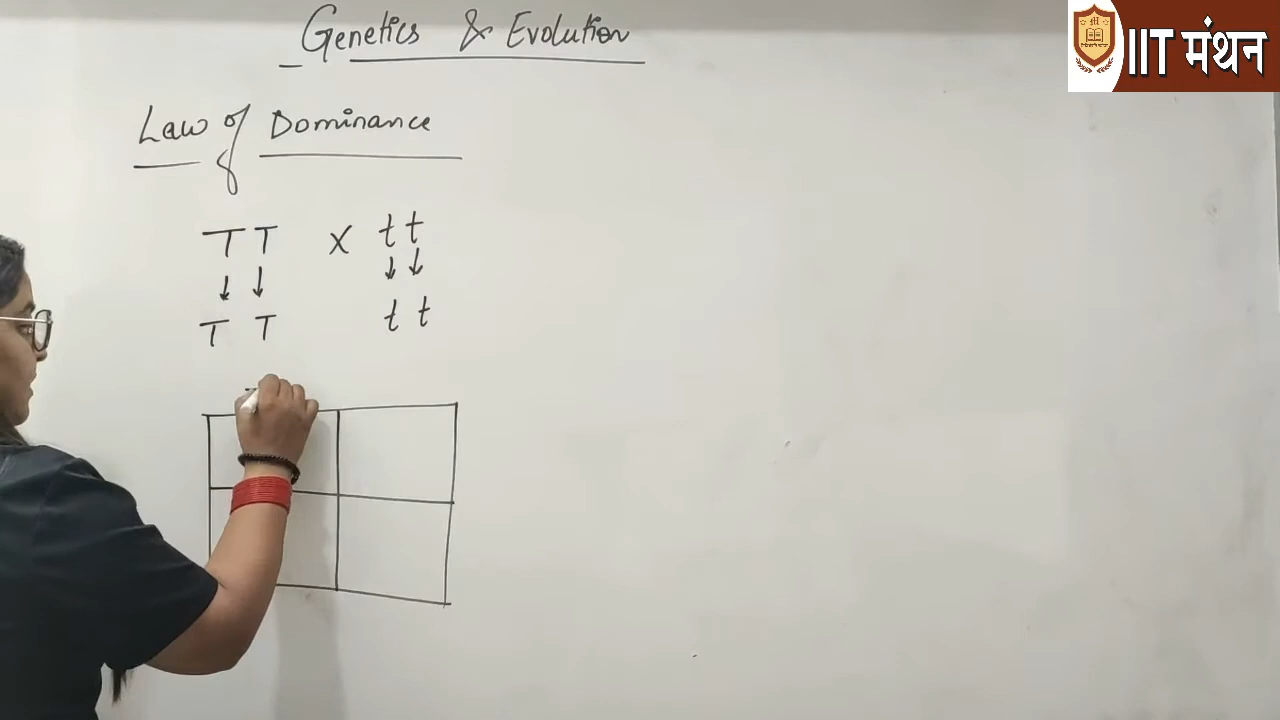 Genetics & Evolution
IIT मंथन
Law of Dominance
T T X t t
T T t t